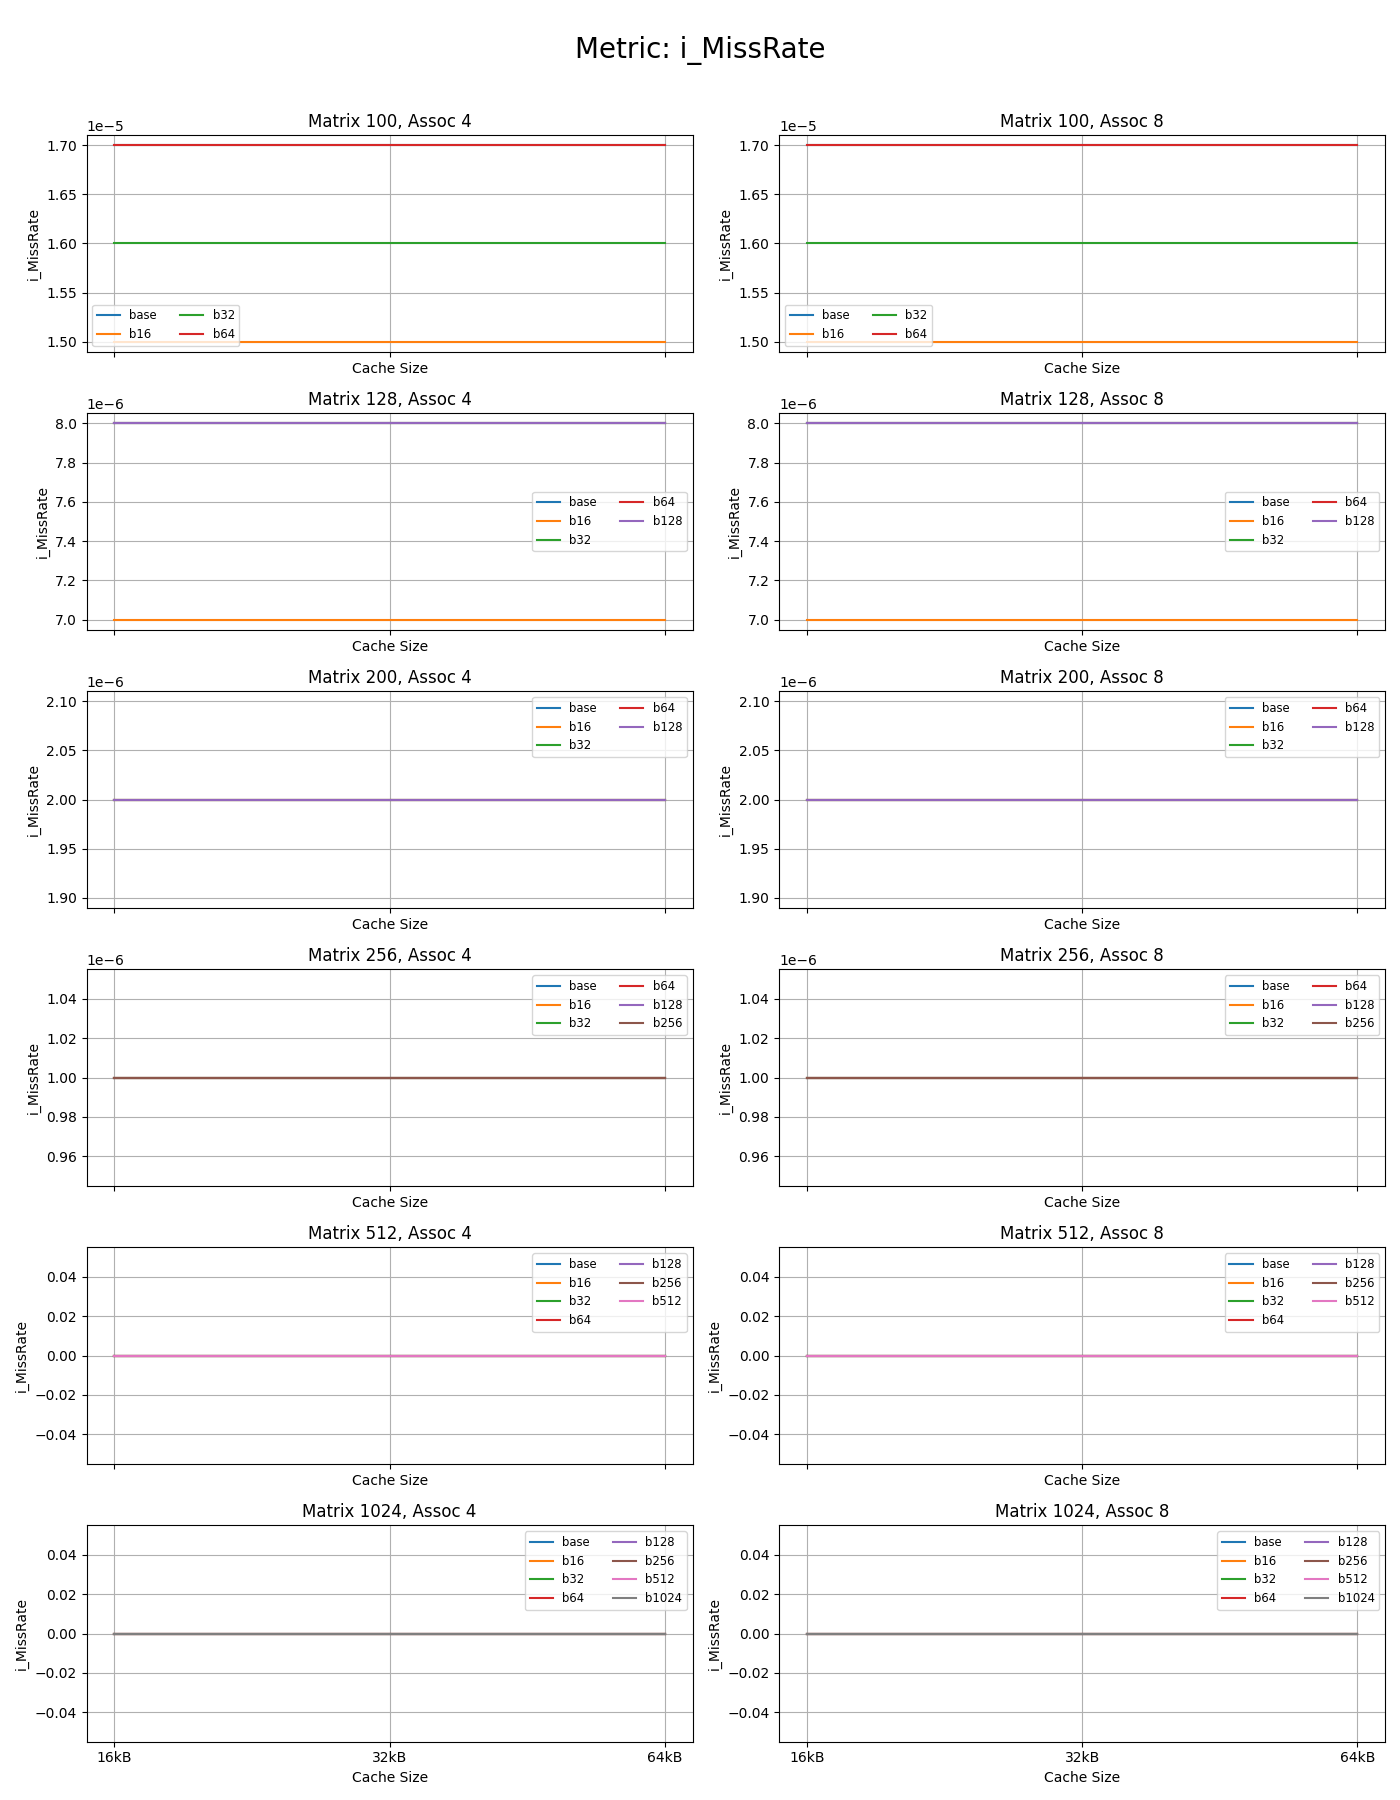 Metric: i_MissRate
Matrix 100, Assoc 4
1e−5
1.70
1.65
1.60
1.55
1.50
i_MissRate
base b32
b16 b64
Cache Size
Matrix 100, Assoc 8
1e−5
1.70
1.65
1.60
1.55
1.50
i_MissRate
base b32
b16 b64
Cache Size
Matrix 128, Assoc 4
1e−6
8.0
7.8
7.6
7.4
7.2
7.0
i_MissRate
base b64
b16 b128
b32
Cache Size
Matrix 128, Assoc 8
1e−6
8.0
7.8
7.6
7.4
7.2
7.0
i_MissRate
base b64
b16 b128
b32
Cache Size
Matrix 200, Assoc 4
1e−6
2.10
2.05
2.00
1.95
1.90
i_MissRate
base b64
b16 b128
b32
Cache Size
Matrix 200, Assoc 8
1e−6
2.10
2.05
2.00
1.95
1.90
i_MissRate
base b64
b16 b128
b32
Cache Size
Matrix 256, Assoc 4
1e−6
1.04
1.02
1.00
0.98
0.96
i_MissRate
base b64
b16 b128
b32 b256
Cache Size
Matrix 256, Assoc 8
1e−6
1.04
1.02
1.00
0.98
0.96
i_MissRate
base b64
b16 b128
b32 b256
Cache Size
Matrix 512, Assoc 4
0.04
0.02
0.00
−0.02
−0.04
i_MissRate
base b128
b16 b256
b32 b512
b64
Cache Size
Matrix 512, Assoc 8
0.04
0.02
0.00
−0.02
−0.04
i_MissRate
base b128
b16 b256
b32 b512
b64
Cache Size
Matrix 1024, Assoc 4
0.04
0.02
0.00
−0.02
−0.04
i_MissRate
base b128
b16 b256
b32 b512
b64 b1024
16kB 32kB 64kB
Cache Size
Matrix 1024, Assoc 8
0.04
0.02
0.00
−0.02
−0.04
i_MissRate
base b128
b16 b256
b32 b512
b64 b1024
16kB 32kB 64kB
Cache Size